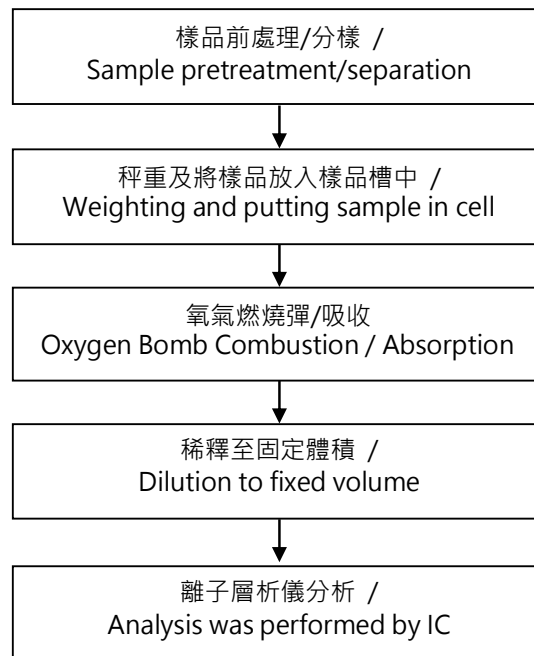 樣品前處理/分樣 /
Sample pretreatment/separation
秤重及將樣品放入樣品槽中 /
Weighting and putting sample in cell
氧氣燃燒彈/吸收
Oxygen Bomb Combustion / Absorption
稀釋至固定體積 /
Dilution to fixed volume
離子層析儀分析 /
Analysis was performed by IC